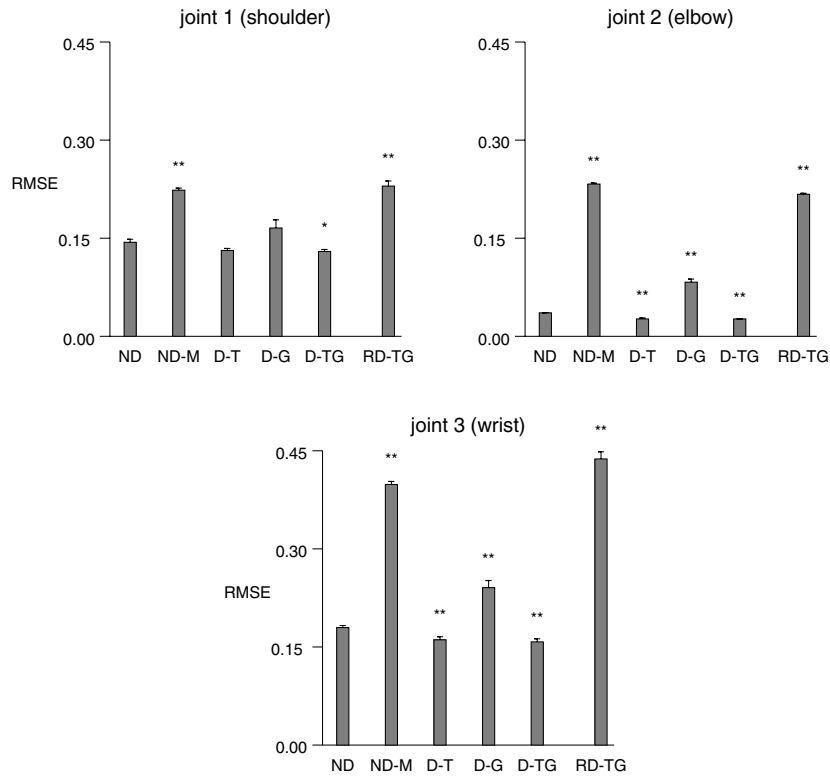 joint 1 (shoulder)
0.45
0.30
RMSE
0.15
0.00
** ** *
ND ND-M D-T D-G D-TG RD-TG
joint 2 (elbow)
0.45
0.30
0.15
0.00
** ** ** ** **
ND ND-M D-T D-G D-TG RD-TG
joint 3 (wrist)
0.45
0.30
RMSE
0.15
0.00
** ** ** ** **
ND ND-M D-T D-G D-TG RD-TG